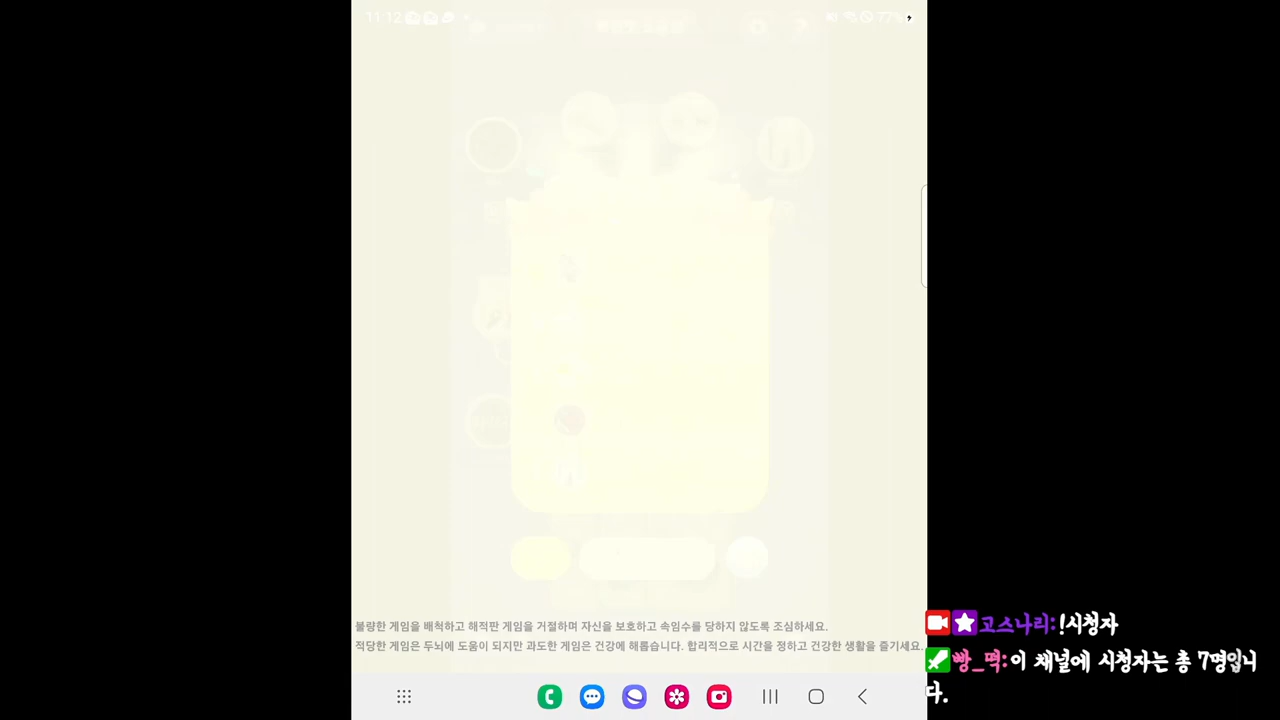 11:12
77%
불량한 게임을 배척하고 해적판 게임을 거절하며 자신을 보호하고 속임수를 당하지 않도록 조심하세요.
적당한 게임은 두뇌에 도움이 되지만 과도한 게임은 건강에 해롭습니다. 합리적으로 시간을 정하고 건강한 생활을 즐기세요.
고스나리: !시청자
빵_떡: 이 채널에 시청자는 총 7명입니
다.